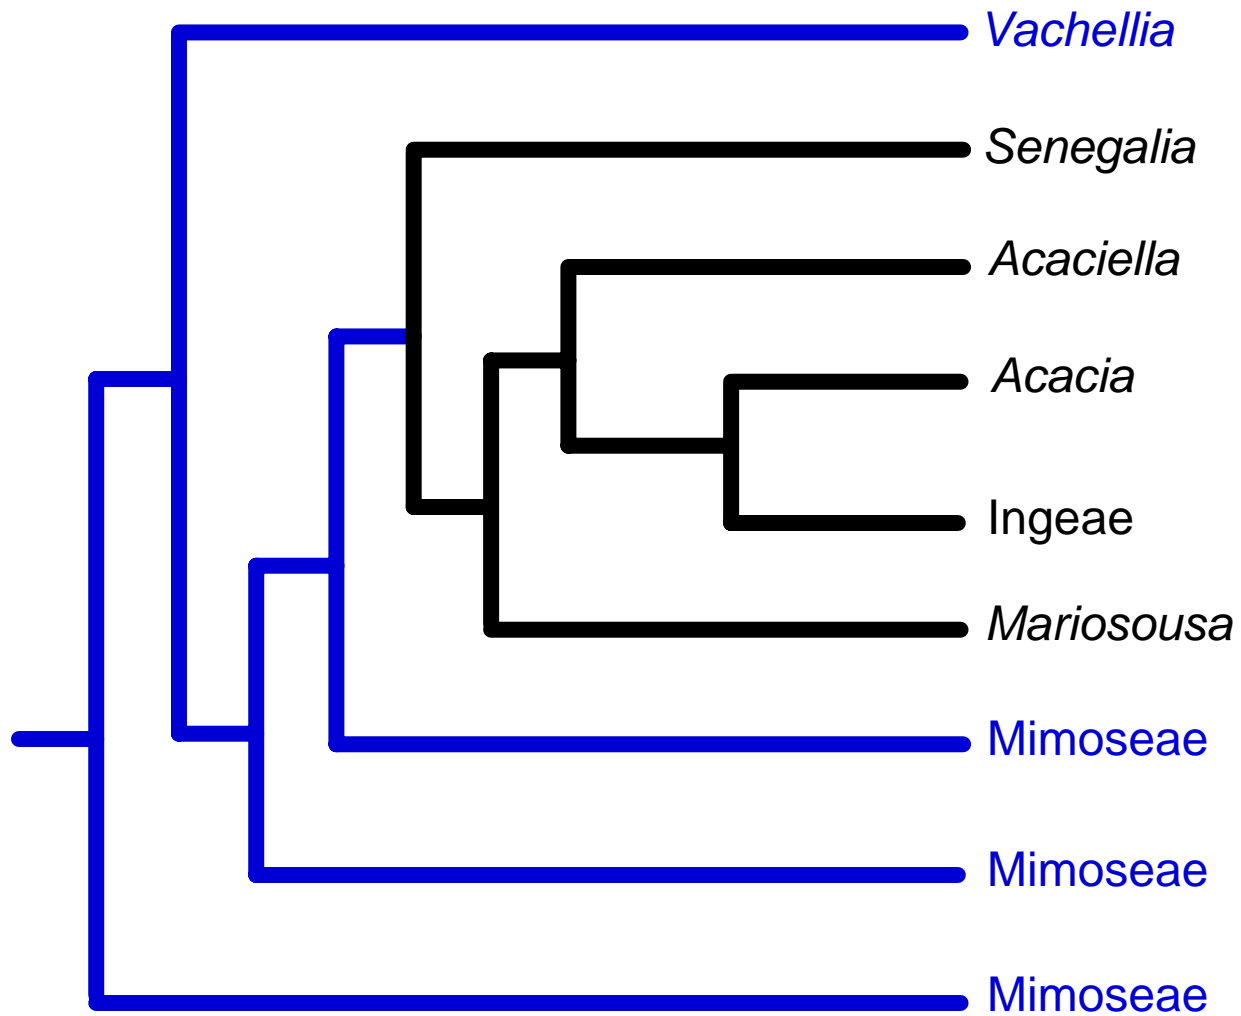 Vachellia
Senegalia
Acaciella
Acacia
Ingeae
Mariosousa
Mimoseae
Mimoseae
Mimoseae